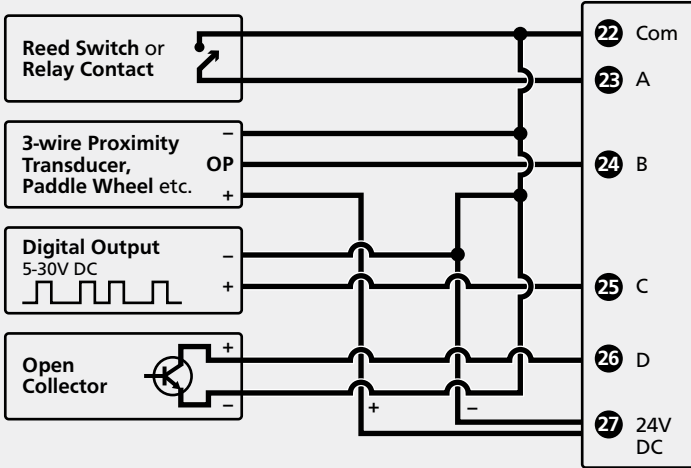 Reed Switch or
Relay Contact
22 Com
23 A
3-wire Proximity
Transducer,
Paddle Wheel etc.
–
OP
+
24 B
Digital Output
5-30V DC
–
+
25 C
Open
Collector
+
–
26 D
+
–
27 24V
DC